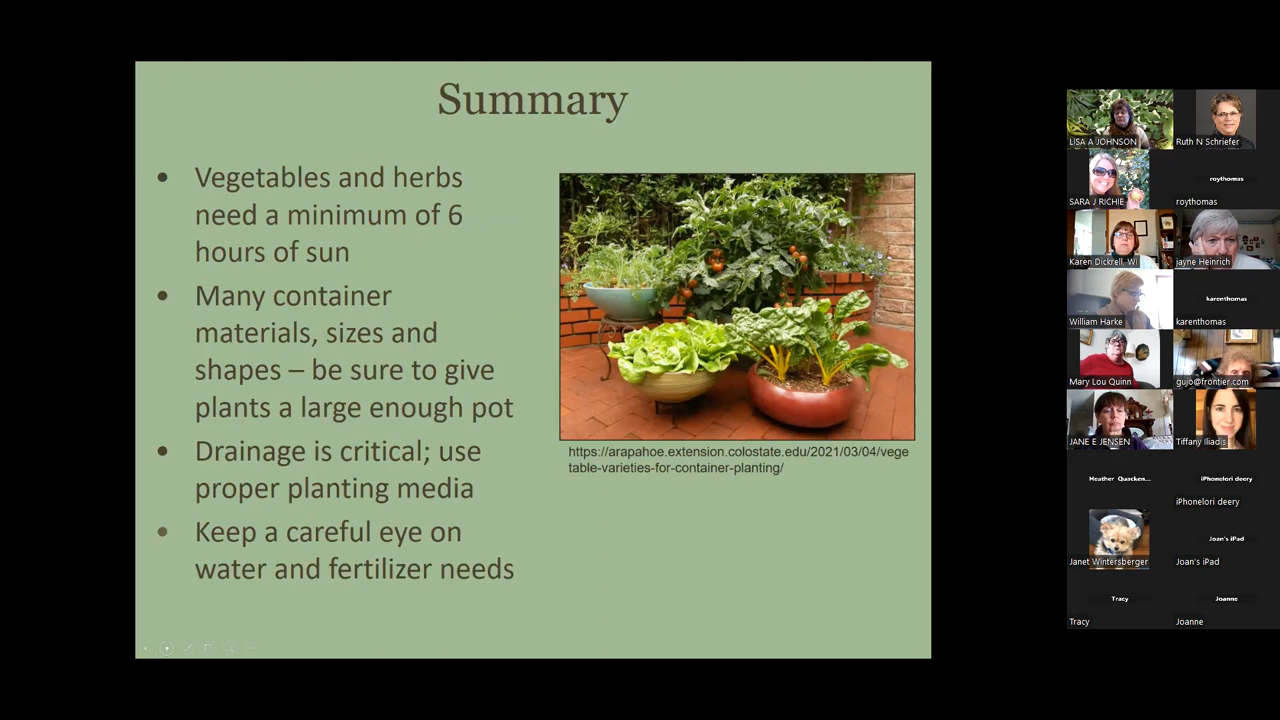 Summary
• Vegetables and herbs
need a minimum of 6
hours of sun
• Many container
materials, sizes and
shapes – be sure to give
plants a large enough pot
• Drainage is critical; use
proper planting media
• Keep a careful eye on
water and fertilizer needs
https://arapahoe.extension.colostate.edu/2021/03/04/vege
table-varieties-for-container-planting/
LISA A JOHNSON
Ruth N Schriefer
SARA J RICHIE
roythomas
roythomas
Karen Dickrell, WI
jayne Heinrich
William Harke
karenthomas
karenthomas
Mary Lou Quinn
gujo@frontier.com
JANE E JENSEN
Tiffany Iliadis
Heather Quacken...
iPhonelori deery
iPhonelori deery
Janet Wintersberger
Joan's iPad
Joan's iPad
Tracy
Joanne
Tracy
Joanne